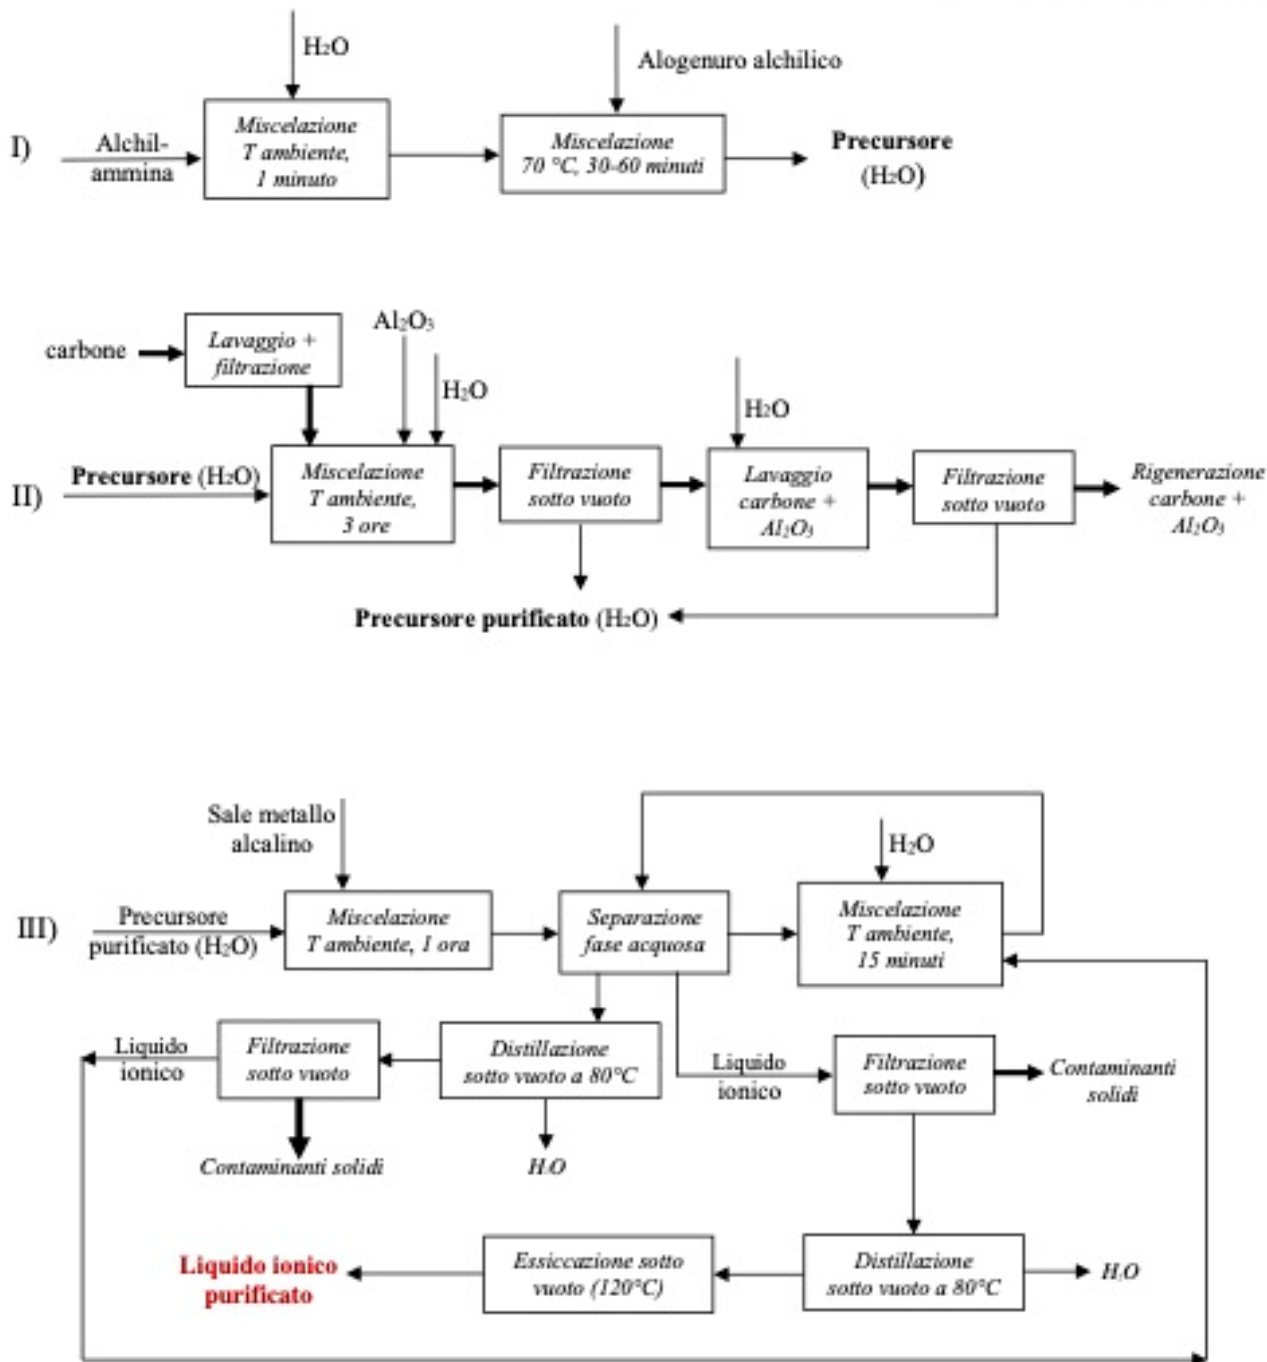 H2O
Alogenuro alchilico
I)
Alchil-
ammina
Miscelazione
T ambiente,
1 minuto
Miscelazione
70 °C, 30-60 minuti
Precursore
(H2O)
carbone
Lavaggio +
filtrazione
Al2O3
H2O
H2O
II)
Precursore (H2O)
Miscelazione
T ambiente,
3 ore
Filtrazione
sotto vuoto
Lavaggio
carbone +
Al2O3
Filtrazione
sotto vuoto
Rigenerazione
carbone +
Al2O3
Precursore purificato (H2O)
Sale metallo
alcalino
H2O
III)
Precursore
purificato (H2O)
Miscelazione
T ambiente, 1 ora
Separazione
fase acquosa
Miscelazione
T ambiente,
15 minuti
Liquido
ionico
Filtrazione
sotto vuoto
Distillazione
sotto vuoto a 80°C
Liquido
ionico
Filtrazione
sotto vuoto
Contaminanti
solidi
Contaminanti solidi
H2O
Liquido ionico
purificato
Essiccazione sotto
vuoto (120°C)
Distillazione
sotto vuoto a 80°C
H2O